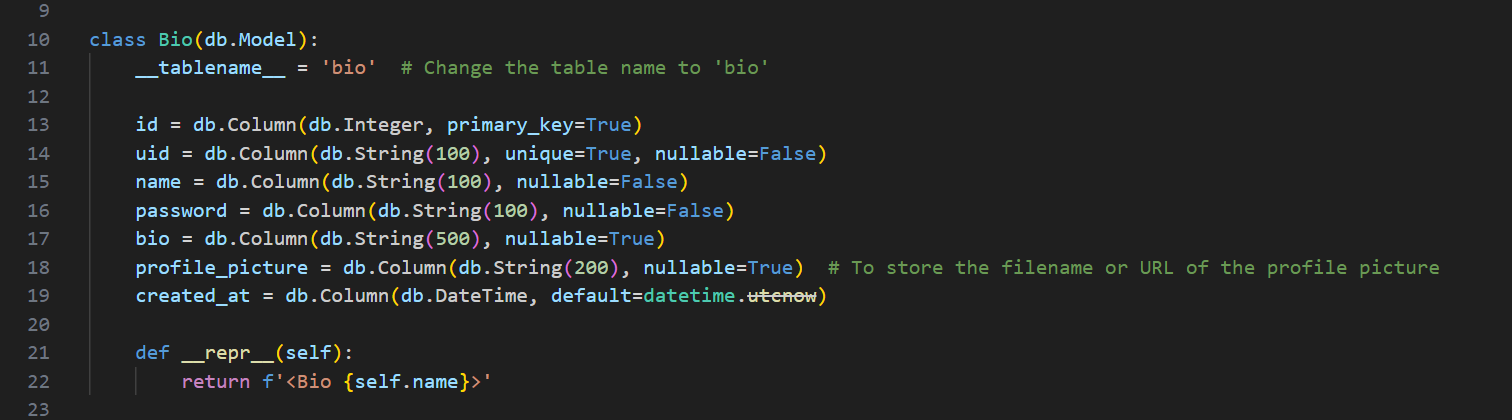 9
10 class Bio(db.Model):
11     __tablename__ = 'bio'  # Change the table name to 'bio'
12
13     id = db.Column(db.Integer, primary_key=True)
14     uid = db.Column(db.String(100), unique=True, nullable=False)
15     name = db.Column(db.String(100), nullable=False)
16     password = db.Column(db.String(100), nullable=False)
17     bio = db.Column(db.String(500), nullable=True)
18     profile_picture = db.Column(db.String(200), nullable=True)  # To store the filename or URL of the profile picture
19     created_at = db.Column(db.DateTime, default=datetime.utcnow)
20
21     def __repr__(self):
22         return f'<Bio {self.name}>'
23